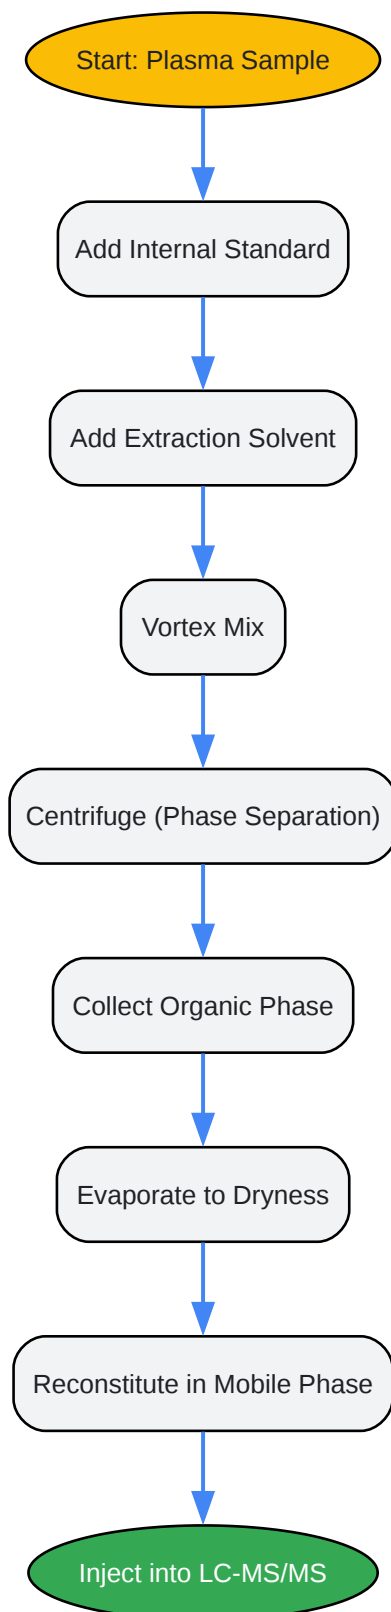 Start: Plasma Sample
Add Internal Standard
Add Extraction Solvent
Vortex Mix
Centrifuge (Phase Separation)
Collect Organic Phase
Evaporate to Dryness
Reconstitute in Mobile Phase
Inject into LC-MS/MS